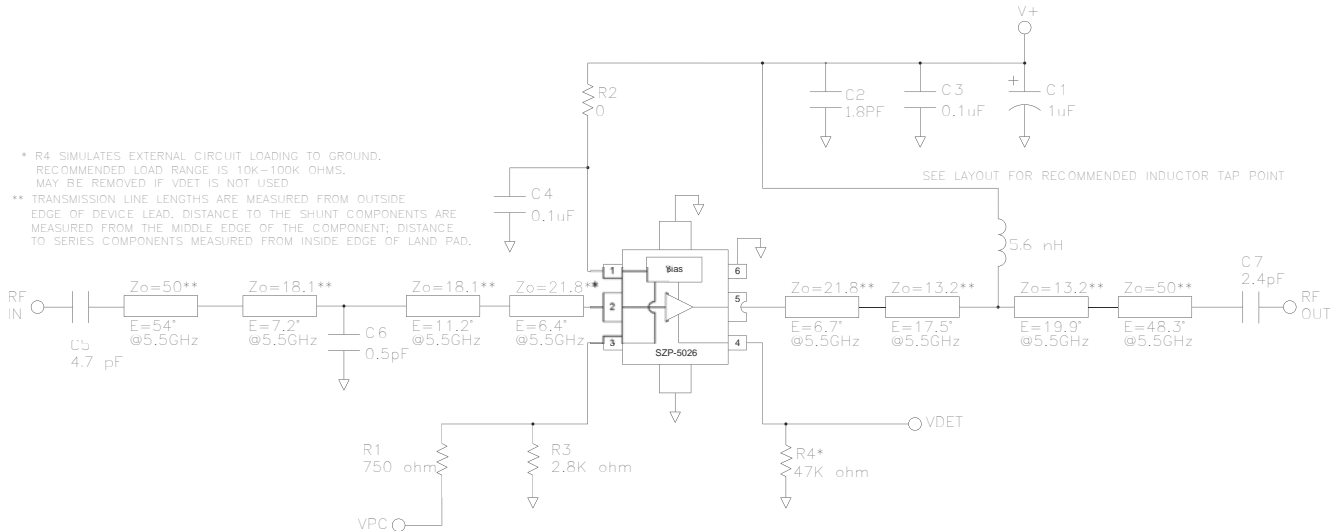 V+
R2
0
C2
1.8PF
C3
0.1uF
+
C1
1uF
* R4 SIMULATES EXTERNAL CIRCUIT LOADING TO GROUND.
RECOMMENDED LOAD RANGE IS 10K-100K OHMS.
MAY BE REMOVED IF VDET IS NOT USED
** TRANSMISSION LINE LENGTHS ARE MEASURED FROM OUTSIDE
EDGE OF DEVICE LEAD. DISTANCE TO THE SHUNT COMPONENTS ARE
MEASURED FROM THE MIDDLE EDGE OF THE COMPONENT; DISTANCE
TO SERIES COMPONENTS MEASURED FROM INSIDE EDGE OF LAND PAD.
C4
0.1uF
SEE LAYOUT FOR RECOMMENDED INDUCTOR TAP POINT
5.6 nH
1
Bias
6
2
5
3
4
SZP-5026
RF
IN
C5
4.7 pF
Zo=50**
E=54°
@5.5GHz
Zo=18.1**
E=7.2°
@5.5GHz
C6
0.5pF
Zo=18.1**
E=11.2°
@5.5GHz
Zo=21.8**
E=6.4°
@5.5GHz
Zo=21.8**
E=6.7°
@5.5GHz
Zo=13.2**
E=17.5°
@5.5GHz
Zo=13.2**
E=19.9°
@5.5GHz
Zo=50**
E=48.3°
@5.5GHz
C7
2.4pF
RF
OUT
R1
750 ohm
R3
2.8K ohm
VPC
R4*
47K ohm
VDET